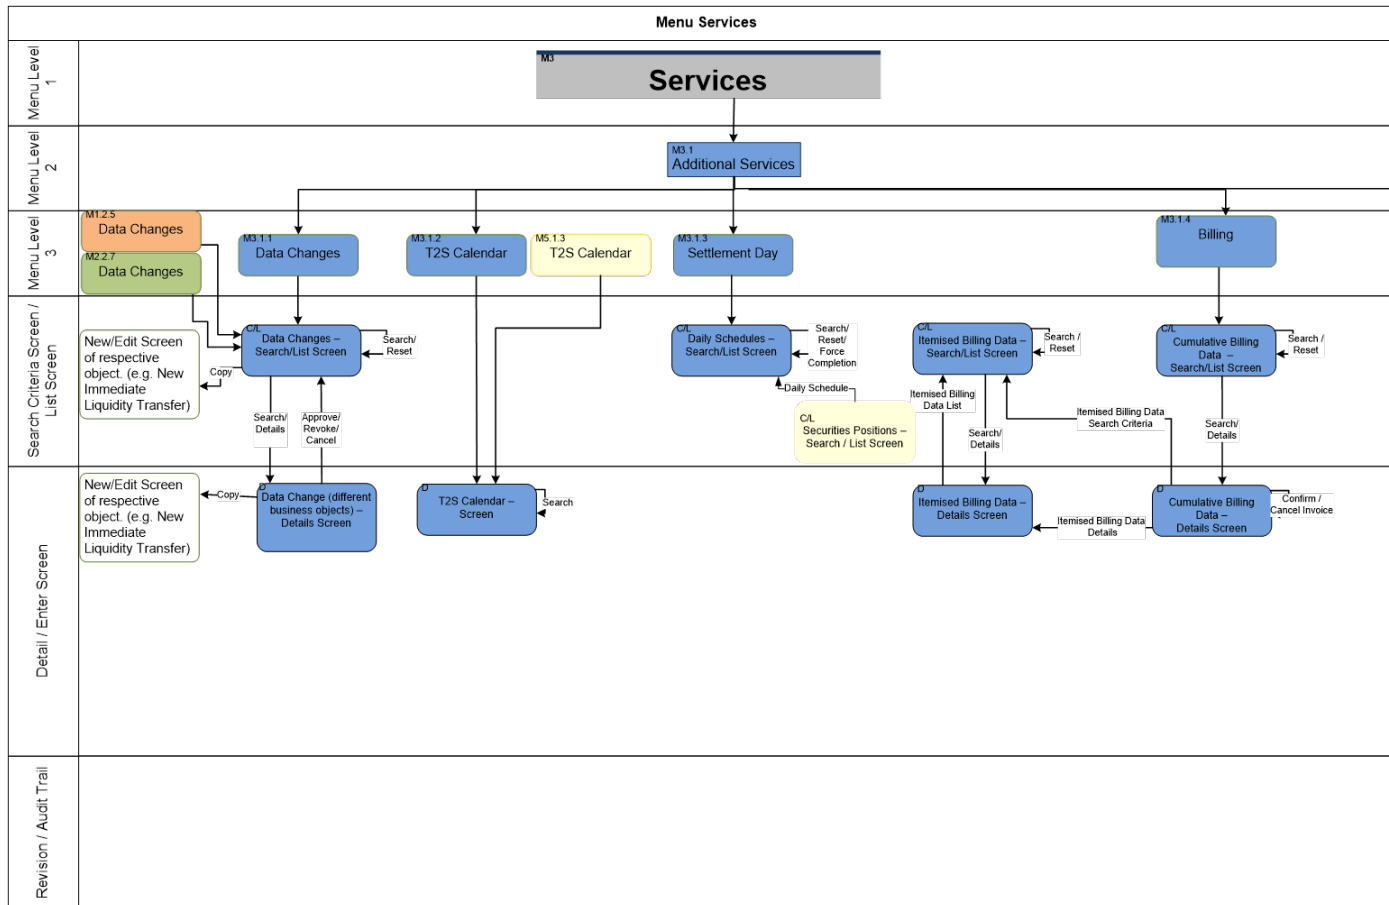 Menu Services
Menu Level
1
M3
Services
Menu Level
2
M3.1
Additional Services
Menu Level
3
M1.2.5
Data Changes
M2.2.7
Data Changes
M3.1.1
Data Changes
M3.1.2
T2S Calendar
M5.1.3
T2S Calendar
M3.1.3
Settlement Day
M3.1.4
Billing
Search Criteria Screen /
List Screen
New/Edit Screen
of respective
object. (e.g. New
Immediate
Liquidity Transfer)
Copy
C/L
Data Changes –
Search/List Screen
Search/
Reset
Search/
Details
Approve/
Revoke/
Cancel
C/L
Daily Schedules –
Search/List Screen
Search/
Reset/
Force
Completion
Daily Schedule
C/L
Securities Positions –
Search / List Screen
C/L
Itemised Billing Data –
Search/List Screen
Search /
Reset
Itemised Billing
Data List
Search/
Details
Itemised Billing Data
Search Criteria
C/L
Cumulative Billing
Data –
Search/List Screen
Search /
Reset
Search/
Details
Detail / Enter Screen
New/Edit Screen
of respective
object. (e.g. New
Immediate
Liquidity Transfer)
Copy
D
Data Change (different
business objects) –
Details Screen
D
T2S Calendar –
Screen
Search
D
Itemised Billing Data –
Details Screen
Itemised Billing Data
Details
D
Cumulative Billing
Data –
Details Screen
Confirm /
Cancel Invoice
Revision / Audit Trail